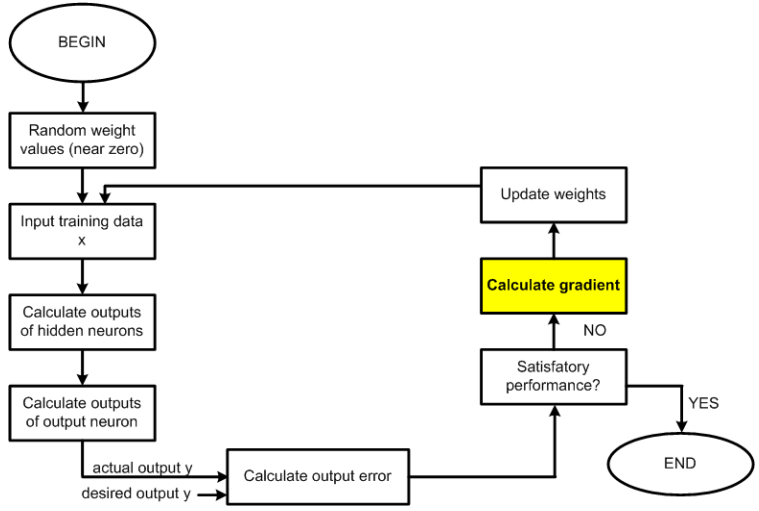 BEGIN
Random weight
values (near zero)
Input training data
x
Calculate outputs
of hidden neurons
Calculate outputs
of output neuron
actual output y
desired output y
Calculate output error
Satisfatory
performance?
NO
YES
Calculate gradient
Update weights
END